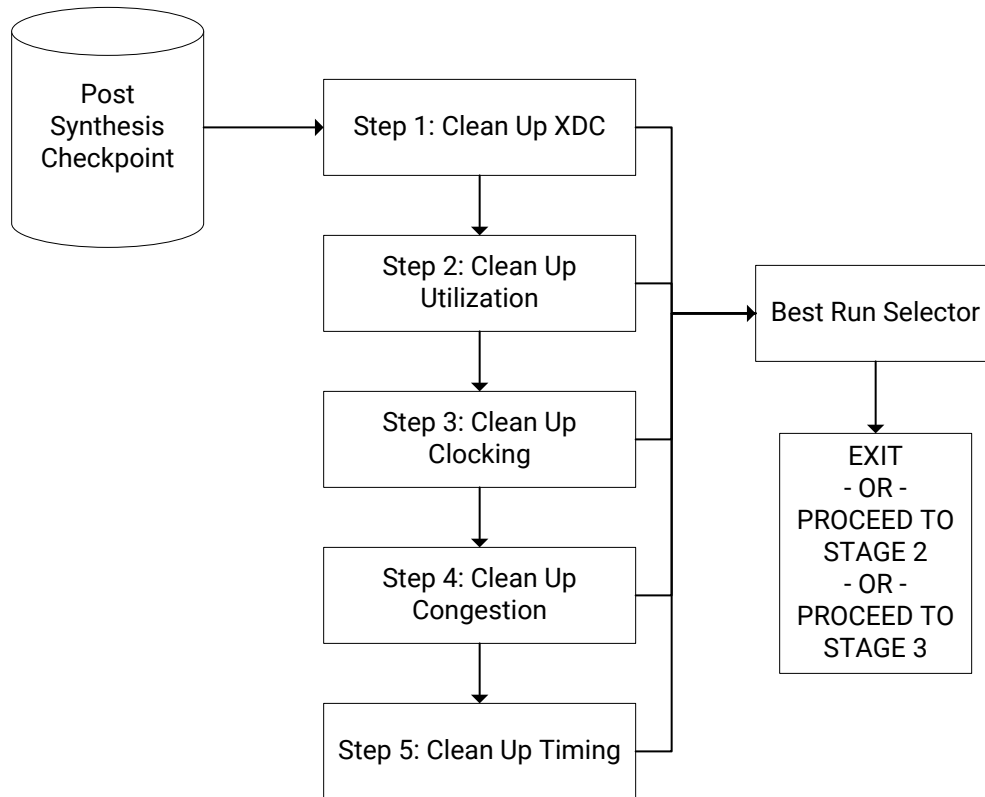 Post
Synthesis
Checkpoint
Step 1: Clean Up XDC
Step 2: Clean Up
Utilization
Step 3: Clean Up
Clocking
Step 4: Clean Up
Congestion
Step 5: Clean Up Timing
Best Run Selector
EXIT
- OR -
PROCEED TO
STAGE 2
- OR -
PROCEED TO
STAGE 3